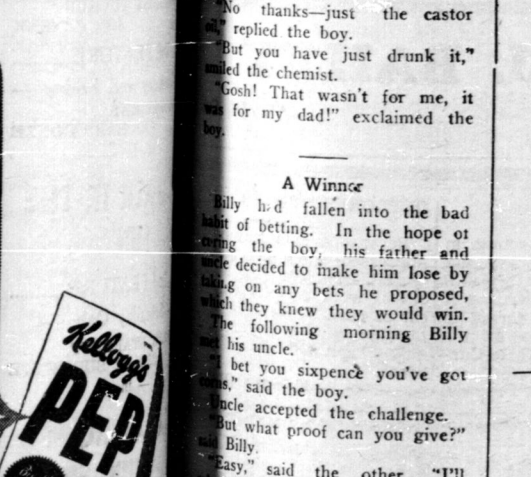 "No thanks—just the castor
oil," replied the boy.
"But you have just drunk it,"
smiled the chemist.
"Gosh! That wasn't for me, it
was for my dad!" exclaimed the
boy.
A Winner
Billy had fallen into the bad
habit of betting. In the hope of
curing the boy, his father and
uncle decided to make him lose by
taking on any bets he proposed,
which they knew they would win.
The following morning Billy
met his uncle.
"I bet you sixpence you've got
corns," said the boy.
Uncle accepted the challenge.
"But what proof can you give?"
said Billy.
"Easy," said the other. "I'll
Kellogg's
PEP